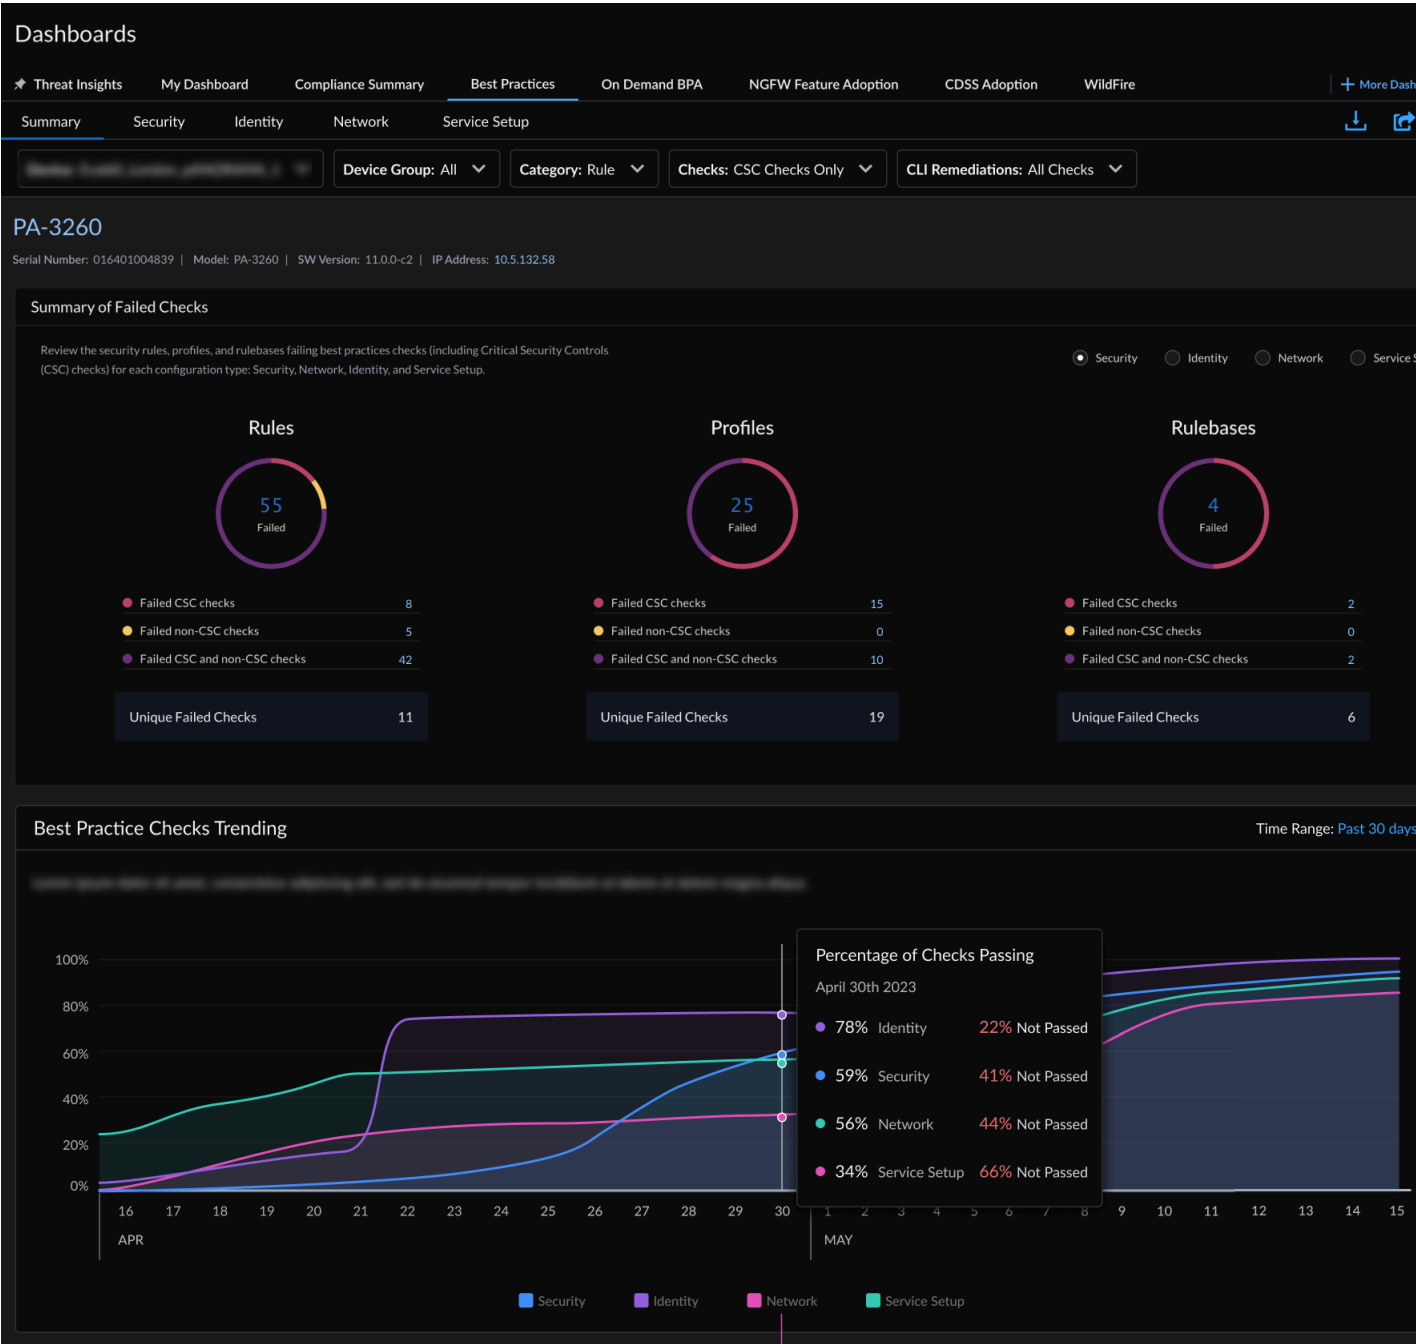 Dashboards
Threat Insights My Dashboard Compliance Summary Best Practices On Demand BPA NGFW Feature Adoption CDSS Adoption WildFire More Dash
Summary Security Identity Network Service Setup
Device Group: All Category: Rule Checks: CSC Checks Only CLI Remediations: All Checks
PA-3260
Serial Number: 016401004839 | Model: PA-3260 | SW Version: 11.0.0-c2 | IP Address: 10.5.132.58
Summary of Failed Checks
Review the security rules, profiles, and rulebases failing best practices checks (including Critical Security Controls
(CSC) checks) for each configuration type: Security, Network, Identity, and Service Setup.
Security Identity Network Service S
Rules
55
Failed
Failed CSC checks 8
Failed non-CSC checks 5
Failed CSC and non-CSC checks 42
Unique Failed Checks 11
Profiles
25
Failed
Failed CSC checks 15
Failed non-CSC checks 0
Failed CSC and non-CSC checks 10
Unique Failed Checks 19
Rulebases
4
Failed
Failed CSC checks 2
Failed non-CSC checks 0
Failed CSC and non-CSC checks 2
Unique Failed Checks 6
Best Practice Checks Trending Time Range: Past 30 days
100%
80%
60%
40%
20%
0%
Percentage of Checks Passing
April 30th 2023
78% Identity 22% Not Passed
59% Security 41% Not Passed
56% Network 44% Not Passed
34% Service Setup 66% Not Passed
16 17 18 19 20 21 22 23 24 25 26 27 28 29 30 1 2 3 4 5 6 7 8 9 10 11 12 13 14 15
APR MAY
Security Identity Network Service Setup